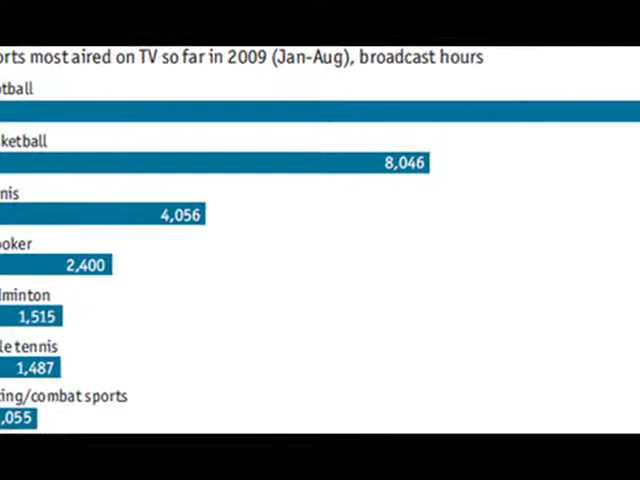 orts most aired on TV so far in 2009 (Jan-Aug), broadcast hours
otball
ketball
8,046
nis
4,056
ooker
2,400
dminton
1,515
le tennis
1,487
ing/combat sports
,055